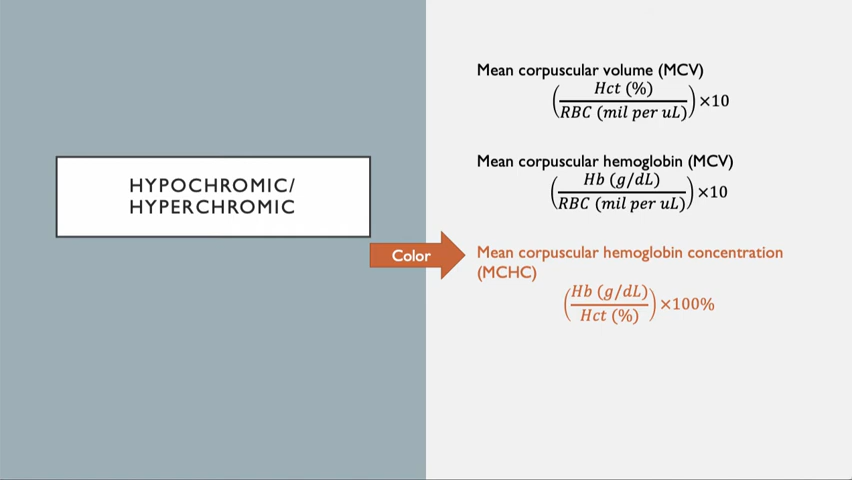 HYPOCHROMIC/
HYPERCHROMIC
Color
Mean corpuscular volume (MCV)
(Hct (%) / RBC (mil per uL)) ×10
Mean corpuscular hemoglobin (MCV)
(Hb (g/dL) / RBC (mil per uL)) ×10
Mean corpuscular hemoglobin concentration
(MCHC)
(Hb (g/dL) / Hct (%)) ×100%